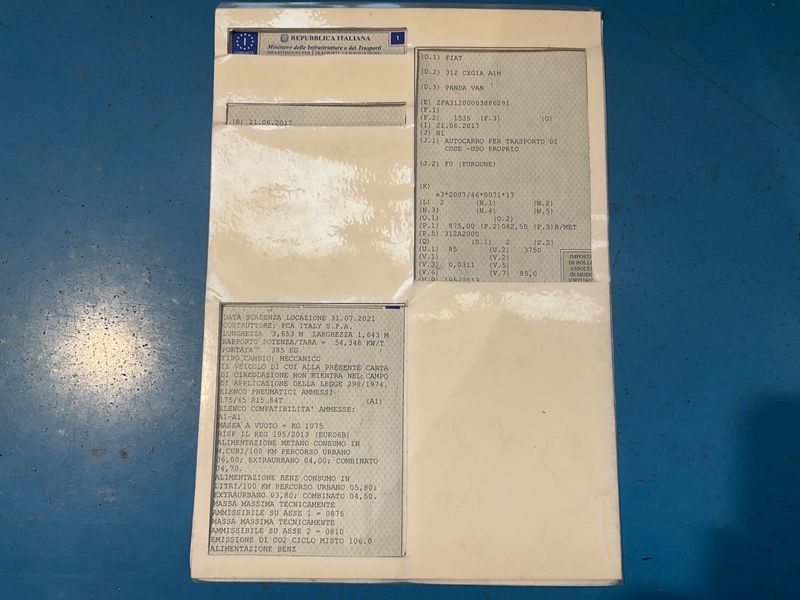 I
REPUBBLICA ITALIANA
1
Ministero delle Infrastrutture e dei Trasporti
(B) 21.06.2017
(D.1) FIAT
(D.2) 312 CXG1A A1M
(D.3) PANDA VAN
(E) ZFA31200003886291
(F.1)
(F.2) 1535 (F.3) (G)
(I) 21.06.2017
(J) N1
(J.1) AUTOCARRO PER TRASPORTO DI
COSE -USO PROPRIO
(J.2) F0 (FURGONE)
(K)
e3*2007/46*0071*17
(L) 2 (N.1) (N.2)
(N.3) (N.4) (N.5)
(O.1) (O.2)
(P.1) 875,00 (P.2)062,50 (P.3)B/MET
(P.5) 312A2000
(Q) (S.1) 2 (S.2)
(U.1) 85 (U.2) 3750
(V.1) (V.2)
(V.3) 0,0311 (V.5)
(V.6) (V.7) 85,0
(V.9) 195/2013
IMPOSTA
DI BOLLO
ASSOLTA
IN MODO
VIRTUALE
DATA SCADENZA LOCAZIONE 31.07.2021
COSTRUTTORE: FCA ITALY S.P.A.
LUNGHEZZA 3,653 M LARGHEZZA 1,643 M
RAPPORTO POTENZA/TARA = 54,348 KW/T
PORTATA 385 KG
TIPO CAMBIO: MECCANICO
IL VEICOLO DI CUI ALLA PRESENTE CARTA
DI CIRCOLAZIONE NON RIENTRA NEL CAMPO
DI APPLICAZIONE DELLA LEGGE 298/1974.
ELENCO PNEUMATICI AMMESSI
175/65 R15 84T (A1)
ELENCO COMPATIBILITA' AMMESSE:
A1-A1
MASSA A VUOTO = KG 1075
RISP IL REG 195/2013 (EURO6B)
ALIMENTAZIONE METANO CONSUMO IN
M.CUBI/100 KM PERCORSO URBANO
06,00; EXTRAURBANO 04,00; COMBINATO
04,70.
ALIMENTAZIONE BENZ CONSUMO IN
LITRI/100 KM PERCORSO URBANO 05,80;
EXTRAURBANO 03,80; COMBINATO 04,50.
MASSA MASSIMA TECNICAMENTE
AMMISSIBILE SU ASSE 1 = 0875
MASSA MASSIMA TECNICAMENTE
AMMISSIBILE SU ASSE 2 = 0810
EMISSIONE DI CO2 CICLO MISTO 106.0
ALIMENTAZIONE BENZ